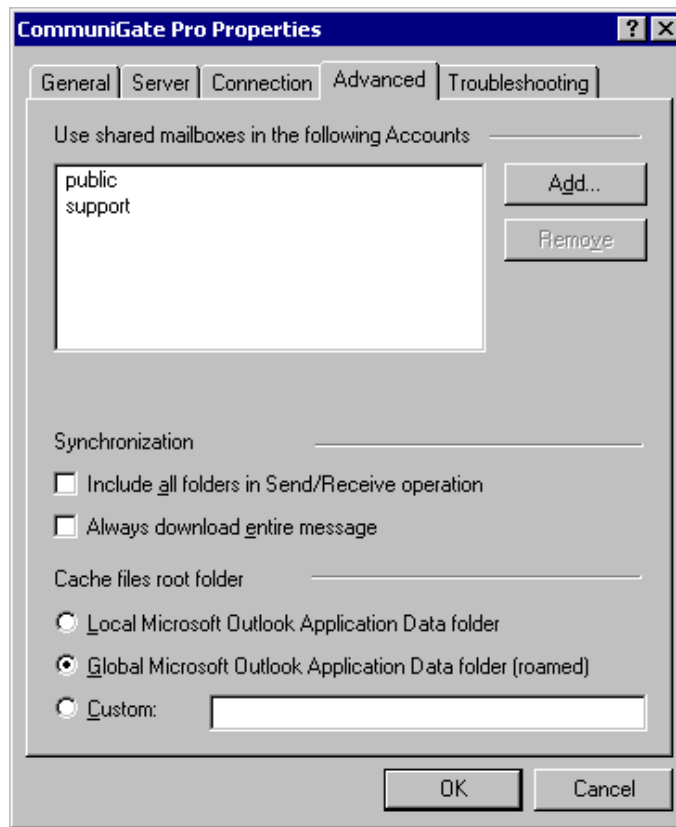 CommuniGate Pro Properties
General Server Connection Advanced Troubleshooting
Use shared mailboxes in the following Accounts
public
support
Add...
Remove
Synchronization
Include all folders in Send/Receive operation
Always download entire message
Cache files root folder
Local Microsoft Outlook Application Data folder
Global Microsoft Outlook Application Data folder (roamed)
Custom:
OK Cancel